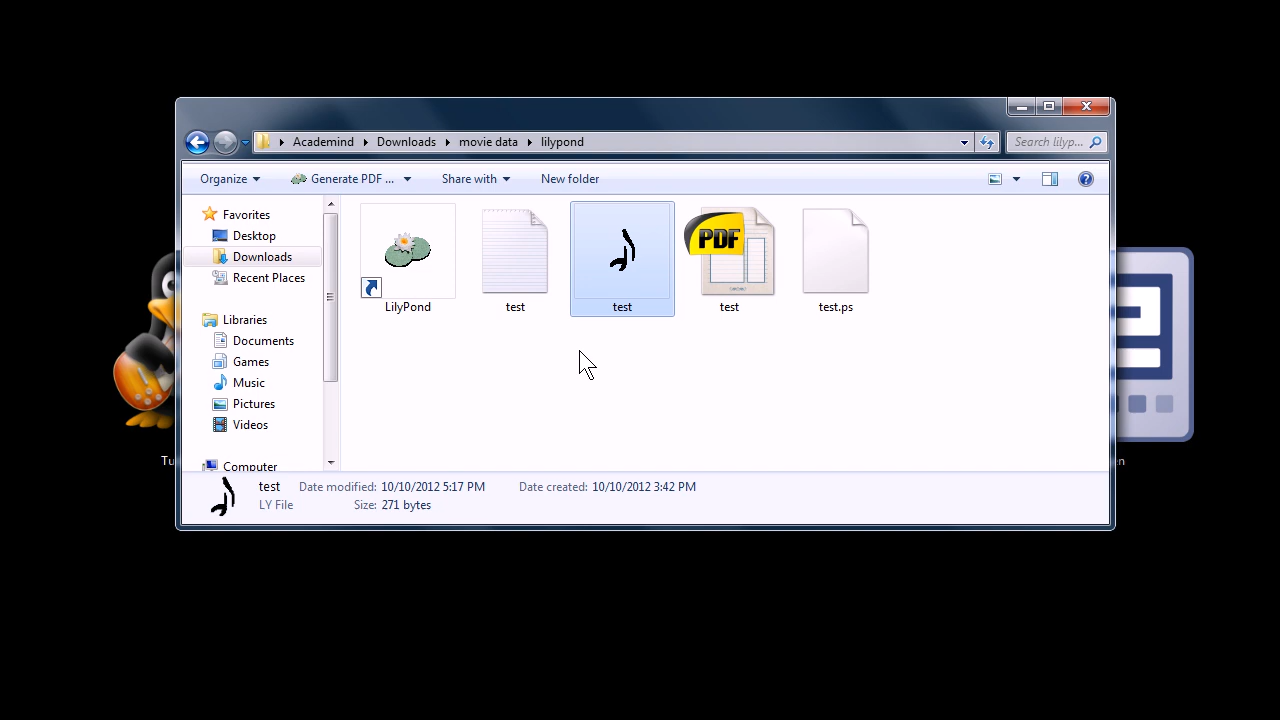 Academind Downloads movie data lilypond Search lilyp...
Organize Generate PDF ... Share with New folder
Favorites
Desktop
Downloads
Recent Places
Libraries
Documents
Games
Music
Pictures
Videos
Computer
PDF
LilyPond test test test test.ps
test Date modified: 10/10/2012 5:17 PM Date created: 10/10/2012 3:42 PM
LY File Size: 271 bytes
Tu
en